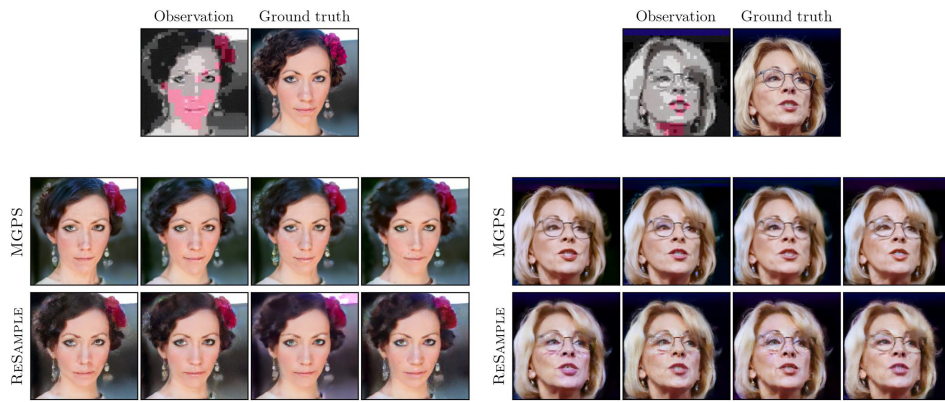 Observation Ground truth
Observation Ground truth
MGPS
RESAMPLE
MGPS
RESAMPLE